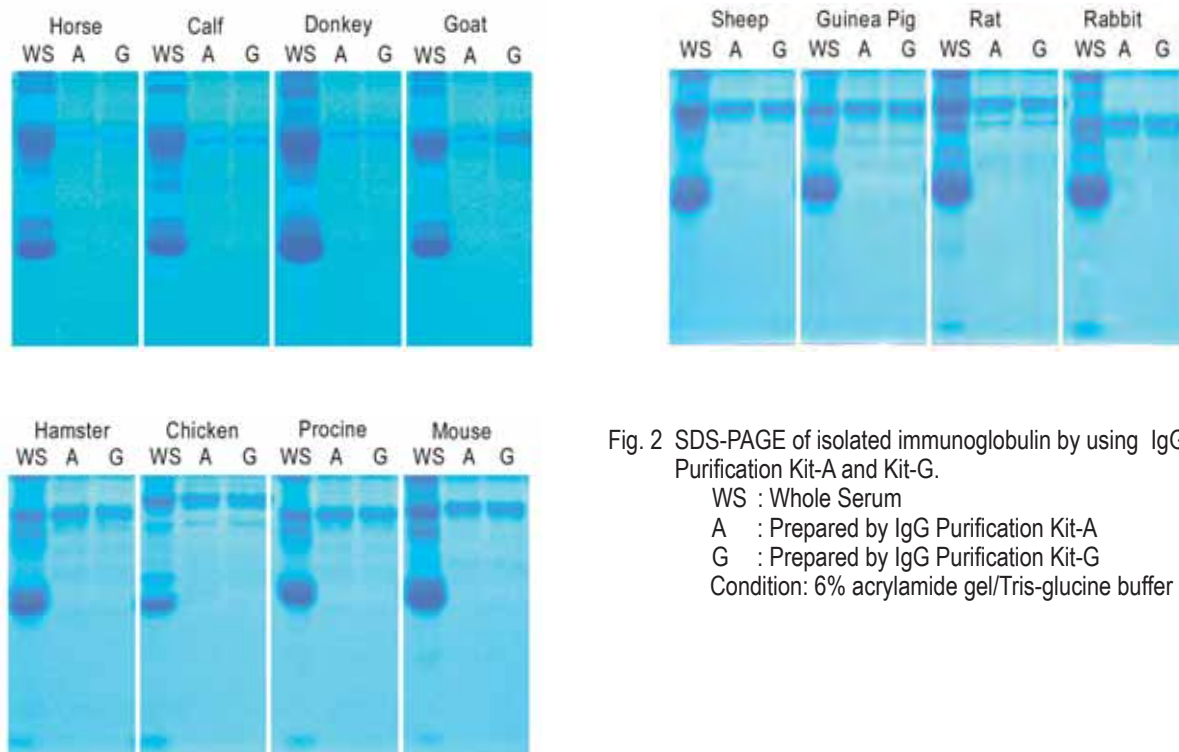 Horse Calf Donkey Goat
WS A G WS A G WS A G WS A G
Sheep Guinea Pig Rat Rabbit
WS A G WS A G WS A G WS A G
Hamster Chicken Procine Mouse
WS A G WS A G WS A G WS A G
Fig. 2 SDS-PAGE of isolated immunoglobulin by using
Purification Kit-A and Kit-G.
WS : Whole Serum
A : Prepared by IgG Purification Kit-A
G : Prepared by IgG Purification Kit-G
Condition: 6% acrylamide gel/Tris-glucine buffer